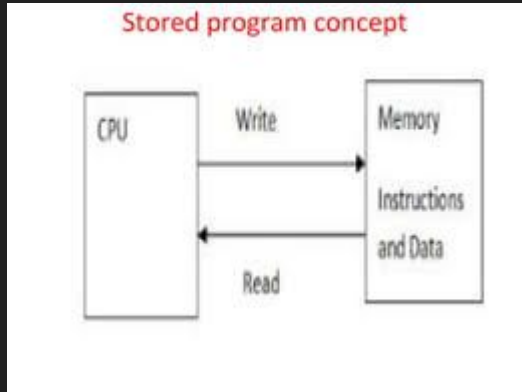 Stored program concept
CPU
Write
Read
Memory
Instructions
and Data